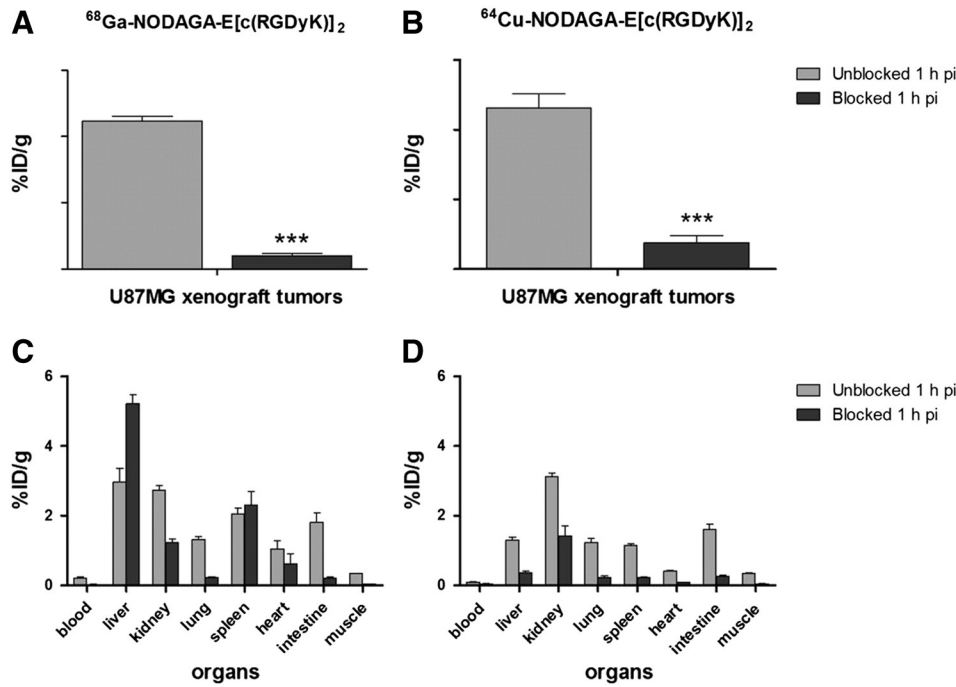 A
⁶⁸Ga-NODAGA-E[c(RGDyK)]₂
B
⁶⁴Cu-NODAGA-E[c(RGDyK)]₂
%ID/g
***
U87MG xenograft tumors
%ID/g
***
U87MG xenograft tumors
Unblocked 1 h pi
Blocked 1 h pi
C
%ID/g
6
4
2
0
blood
liver
kidney
lung
spleen
heart
intestine
muscle
organs
D
%ID/g
6
4
2
0
blood
liver
kidney
lung
spleen
heart
intestine
muscle
organs
Unblocked 1 h pi
Blocked 1 h pi